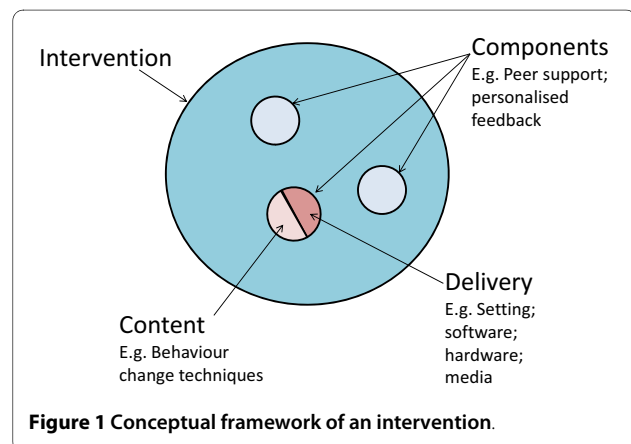 Intervention
Components
E.g. Peer support;
personalised
feedback
Content
E.g. Behaviour
change techniques
Delivery
E.g. Setting;
software;
hardware;
media
Figure 1 Conceptual framework of an intervention.